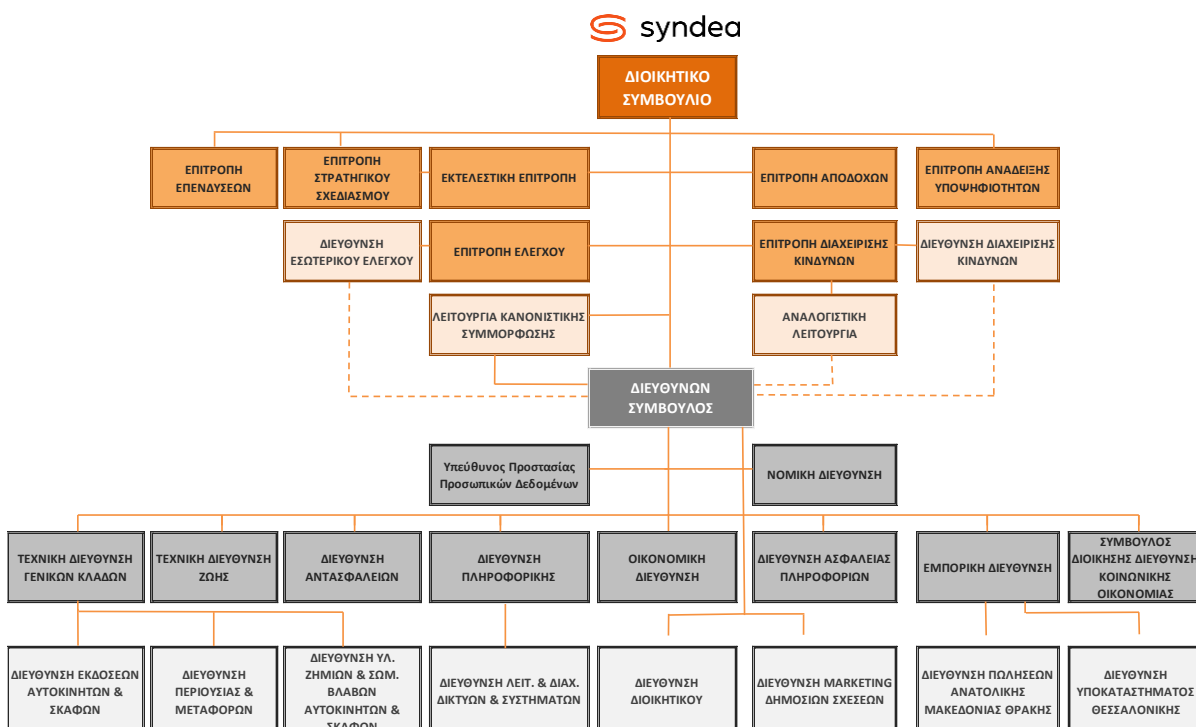 syndea
ΔΙΟΙΚΗΤΙΚΟ
ΣΥΜΒΟΥΛΙΟ
ΕΠΙΤΡΟΠΗ
ΕΠΕΝΔΥΣΕΩΝ
ΕΠΙΤΡΟΠΗ
ΣΤΡΑΤΗΓΙΚΟΥ
ΣΧΕΔΙΑΣΜΟΥ
ΕΚΤΕΛΕΣΤΙΚΗ ΕΠΙΤΡΟΠΗ
ΕΠΙΤΡΟΠΗ ΑΠΟΔΟΧΩΝ
ΕΠΙΤΡΟΠΗ ΑΝΑΔΕΙΞΗΣ
ΥΠΟΨΗΦΙΟΤΗΤΩΝ
ΔΙΕΥΘΥΝΣΗ
ΕΣΩΤΕΡΙΚΟΥ ΕΛΕΓΧΟΥ
ΕΠΙΤΡΟΠΗ ΕΛΕΓΧΟΥ
ΕΠΙΤΡΟΠΗ ΔΙΑΧΕΙΡΙΣΗΣ
ΚΙΝΔΥΝΩΝ
ΔΙΕΥΘΥΝΣΗ ΔΙΑΧΕΙΡΙΣΗΣ
ΚΙΝΔΥΝΩΝ
ΛΕΙΤΟΥΡΓΙΑ ΚΑΝΟΝΙΣΤΙΚΗΣ
ΣΥΜΜΟΡΦΩΣΗΣ
ΑΝΑΛΟΓΙΣΤΙΚΗ
ΛΕΙΤΟΥΡΓΙΑ
ΔΙΕΥΘΥΝΩΝ
ΣΥΜΒΟΥΛΟΣ
Υπεύθυνος Προστασίας
Προσωπικών Δεδομένων
ΝΟΜΙΚΗ ΔΙΕΥΘΥΝΣΗ
ΤΕΧΝΙΚΗ ΔΙΕΥΘΥΝΣΗ
ΓΕΝΙΚΩΝ ΚΛΑΔΩΝ
ΤΕΧΝΙΚΗ ΔΙΕΥΘΥΝΣΗ
ΖΩΗΣ
ΔΙΕΥΘΥΝΣΗ
ΑΝΤΑΣΦΑΛΕΙΩΝ
ΔΙΕΥΘΥΝΣΗ
ΠΛΗΡΟΦΟΡΙΚΗΣ
ΟΙΚΟΝΟΜΙΚΗ
ΔΙΕΥΘΥΝΣΗ
ΔΙΕΥΘΥΝΣΗ ΑΣΦΑΛΕΙΑΣ
ΠΛΗΡΟΦΟΡΙΩΝ
ΕΜΠΟΡΙΚΗ ΔΙΕΥΘΥΝΣΗ
ΣΥΜΒΟΥΛΟΣ
ΔΙΟΙΚΗΣΗΣ ΔΙΕΥΘΥΝΣΗ
ΚΟΙΝΩΝΙΚΗΣ
ΟΙΚΟΝΟΜΙΑΣ
ΔΙΕΥΘΥΝΣΗ ΕΚΔΟΣΕΩΝ
ΑΥΤΟΚΙΝΗΤΩΝ &
ΣΚΑΦΩΝ
ΔΙΕΥΘΥΝΣΗ
ΠΕΡΙΟΥΣΙΑΣ &
ΜΕΤΑΦΟΡΩΝ
ΔΙΕΥΘΥΝΣΗ ΥΛ.
ΖΗΜΙΩΝ & ΣΩΜ.
ΒΛΑΒΩΝ
ΑΥΤΟΚΙΝΗΤΩΝ &
ΣΚΑΦΩΝ
ΔΙΕΥΘΥΝΣΗ ΛΕΙΤ. & ΔΙΑΧ.
ΔΙΚΤΥΩΝ & ΣΥΣΤΗΜΑΤΩΝ
ΔΙΕΥΘΥΝΣΗ
ΔΙΟΙΚΗΤΙΚΟΥ
ΔΙΕΥΘΥΝΣΗ MARKETING
ΔΗΜΟΣΙΩΝ ΣΧΕΣΕΩΝ
ΔΙΕΥΘΥΝΣΗ ΠΩΛΗΣΕΩΝ
ΑΝΑΤΟΛΙΚΗΣ
ΜΑΚΕΔΟΝΙΑΣ ΘΡΑΚΗΣ
ΔΙΕΥΘΥΝΣΗ
ΥΠΟΚΑΤΑΣΤΗΜΑΤΟΣ
ΘΕΣΣΑΛΟΝΙΚΗΣ